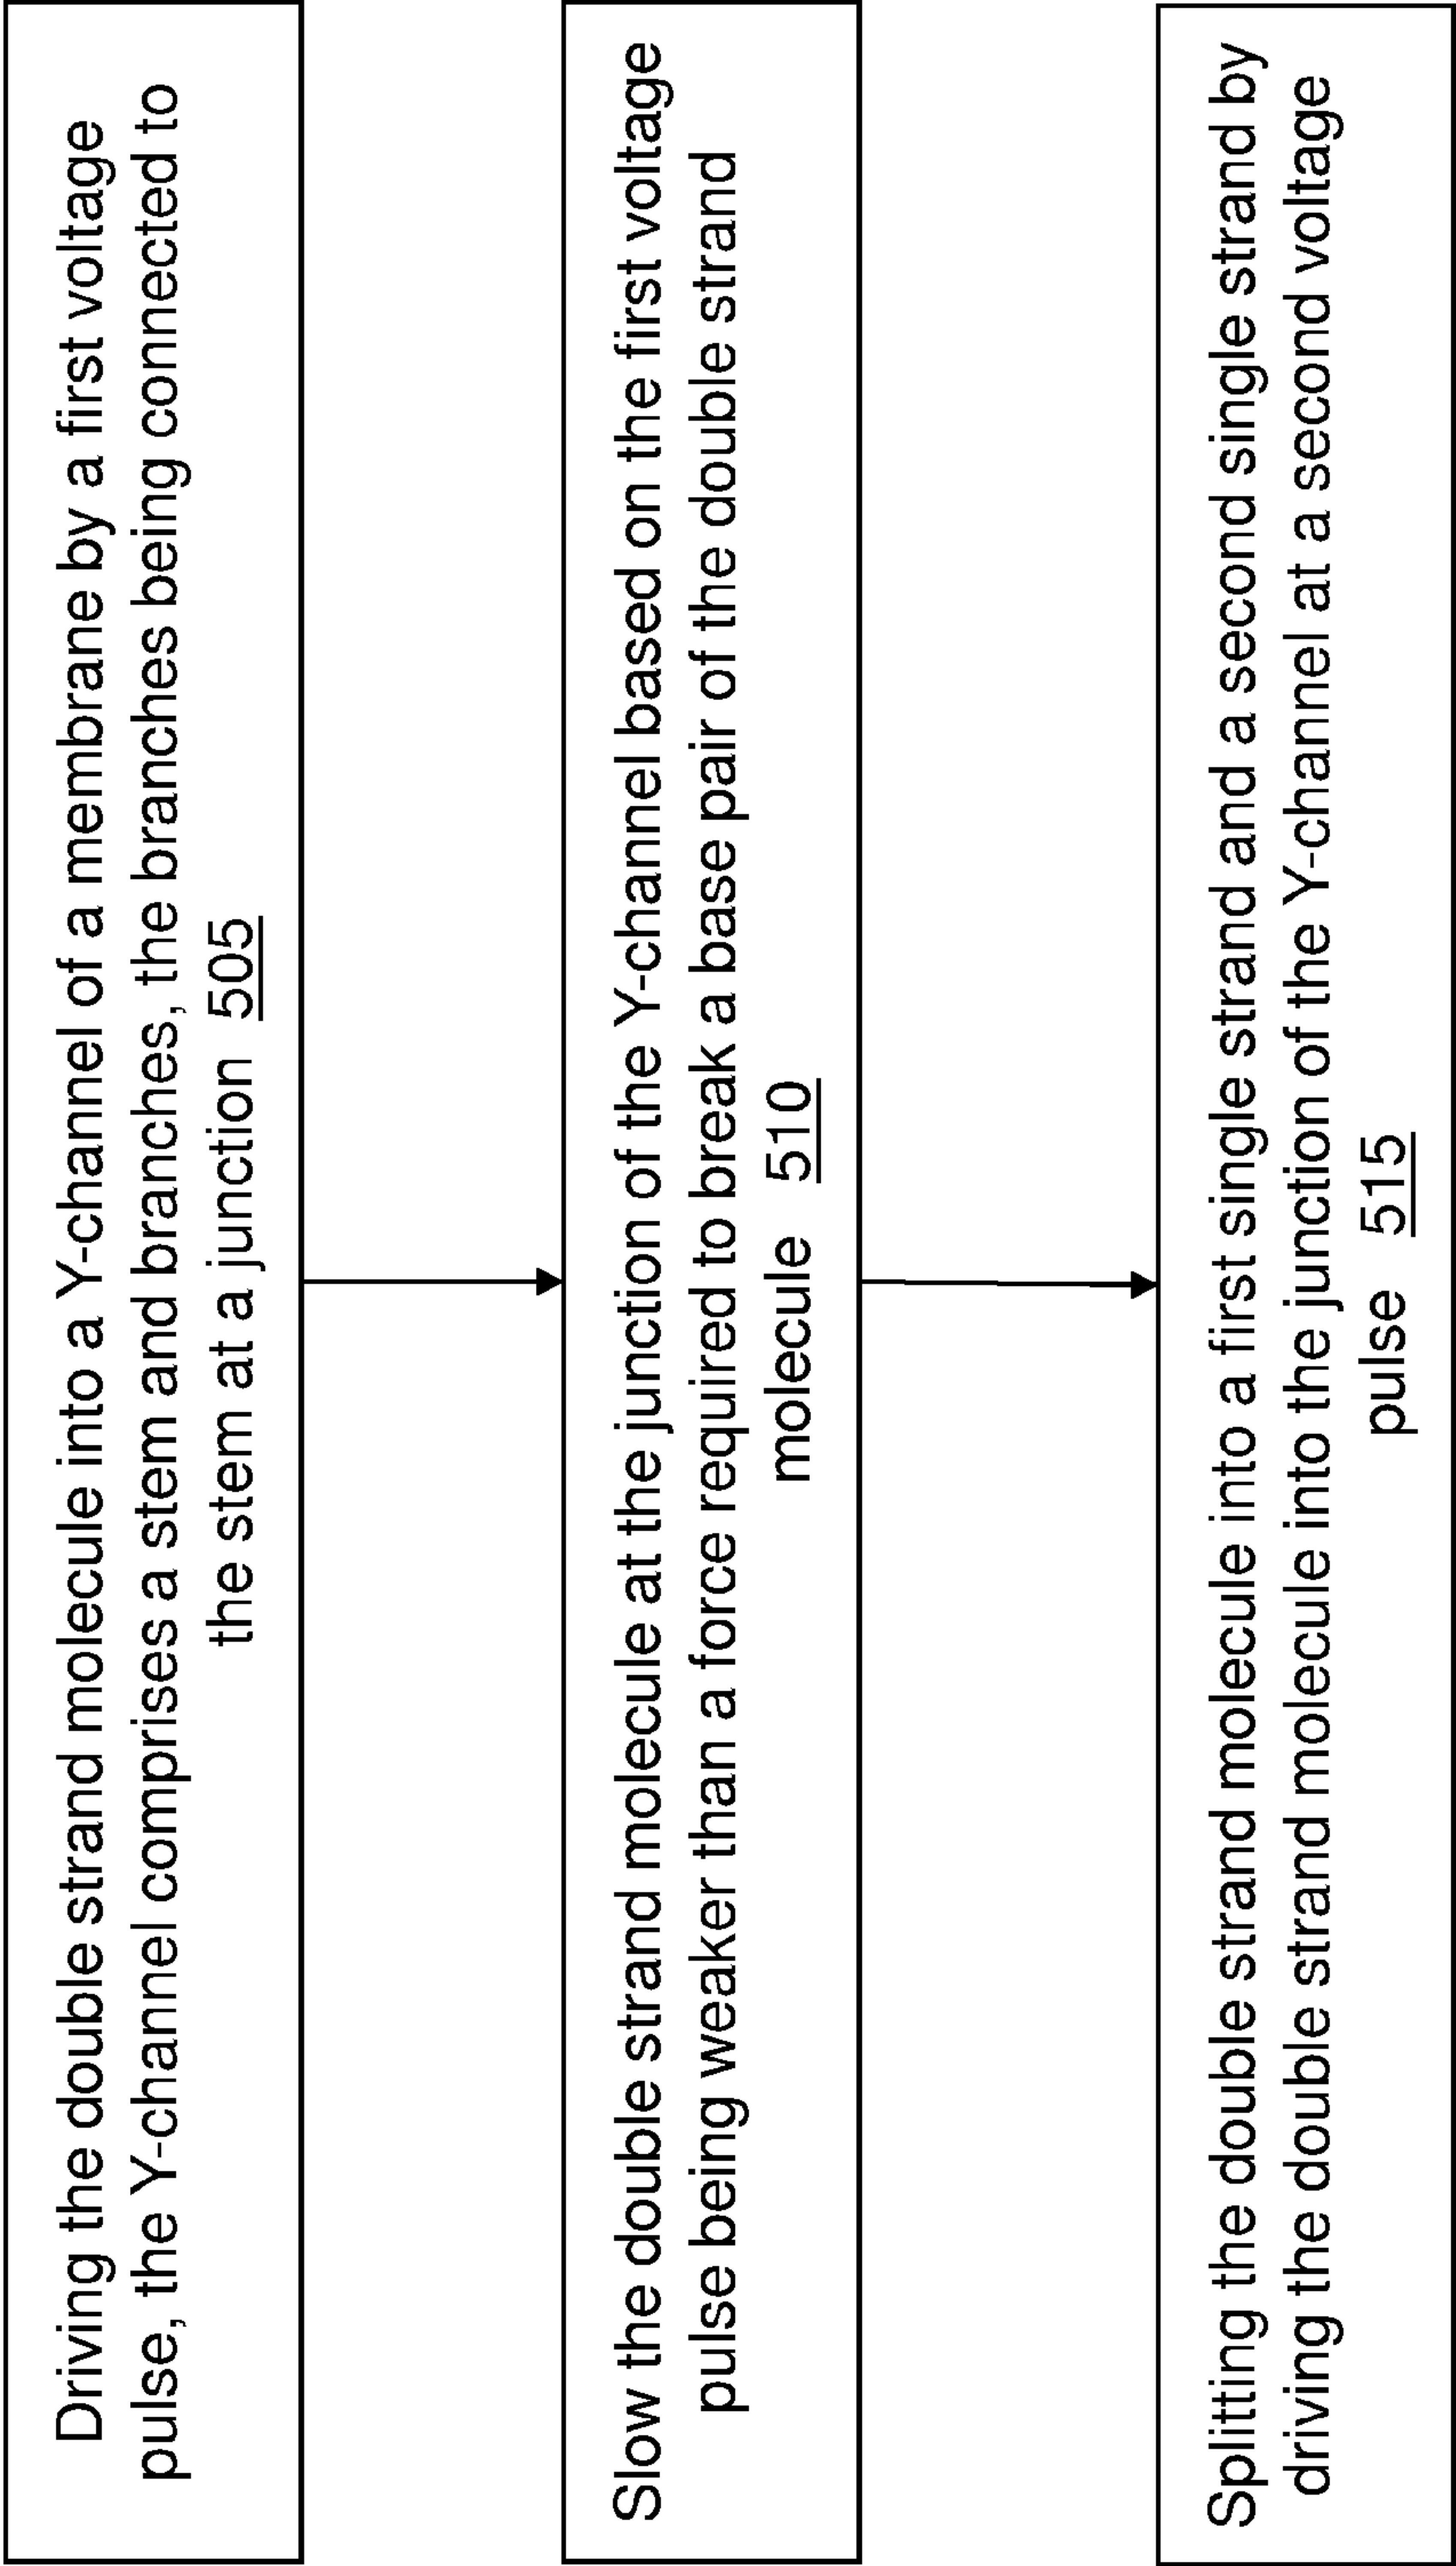 Driving the double strand molecule into a Y-channel of a membrane by a first voltage
pulse, the Y-channel comprises a stem and branches, the branches being connected to
the stem at a junction 505
Slow the double strand molecule at the junction of the Y-channel based on the first voltage
pulse being weaker than a force required to break a base pair of the double strand
molecule 510
Splitting the double strand molecule into a first single strand and a second single strand by
driving the double strand molecule into the junction of the Y-channel at a second voltage
pulse 515